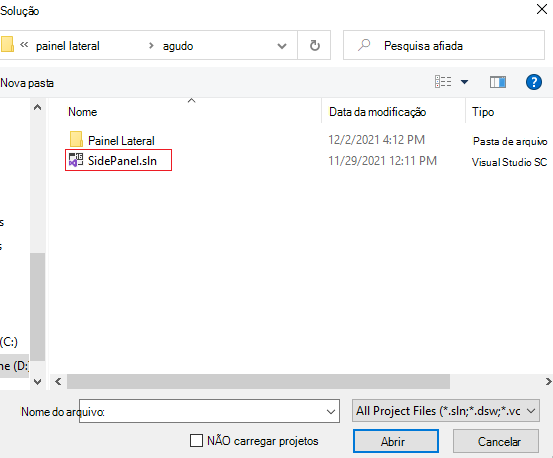 Solução
painel lateral
agudo
Pesquisa afiada
Nova pasta
Nome
Data da modificação
Tipo
Painel Lateral
12/2/2021 4:12 PM
Pasta de arquivo
SidePanel.sln
11/29/2021 12:11 PM
Visual Studio SC
s
s
(C:)
ne (D:)
Nome do arquivo:
All Project Files (*.sln;*.dsw;*.vc
NÃO carregar projetos
Abrir
Cancelar